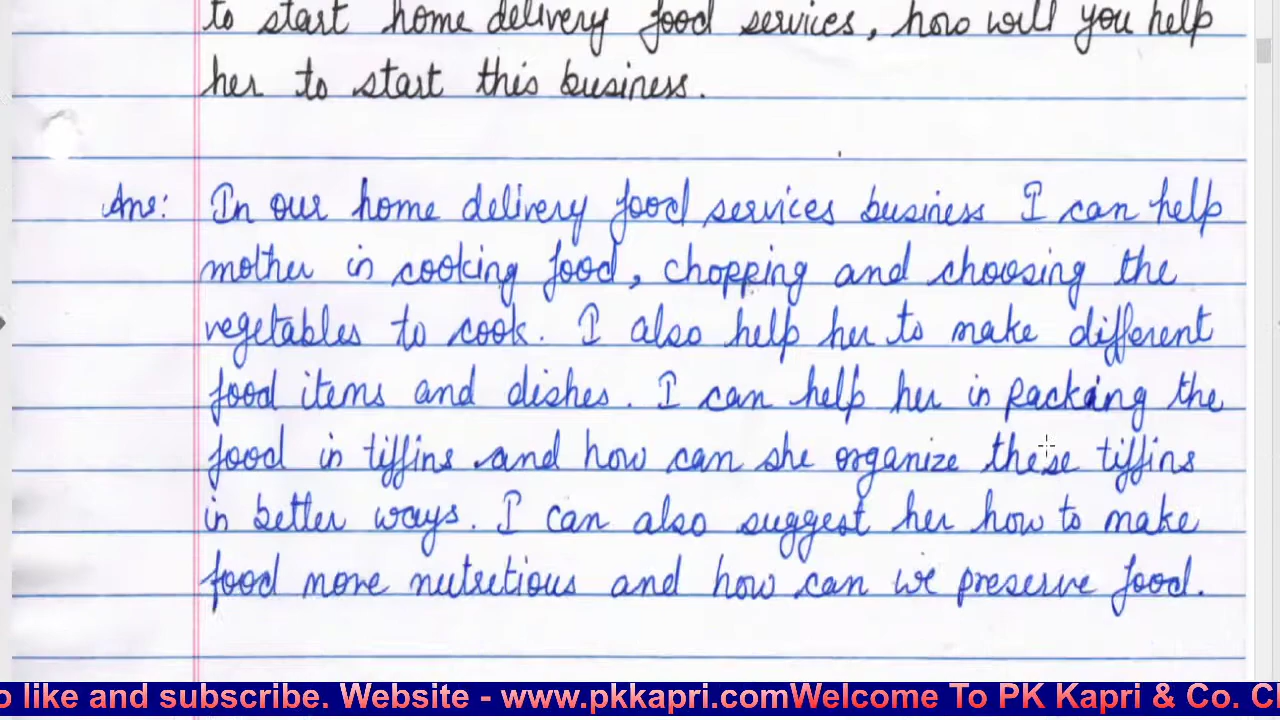 to start home delivery food services, how will you help
her to start this business.
Ans: In our home delivery food services business I can help
mother in cooking food, chopping and choosing the
vegetables to cook. I also help her to make different
food items and dishes. I can help her in packing the
food in tiffins and how can she organize these tiffins
in better ways. I can also suggest her how to make
food more nutretious and how can we preserve food.
o like and subscribe. Website - www.pkkapri.comWelcome To PK Kapri & Co. C